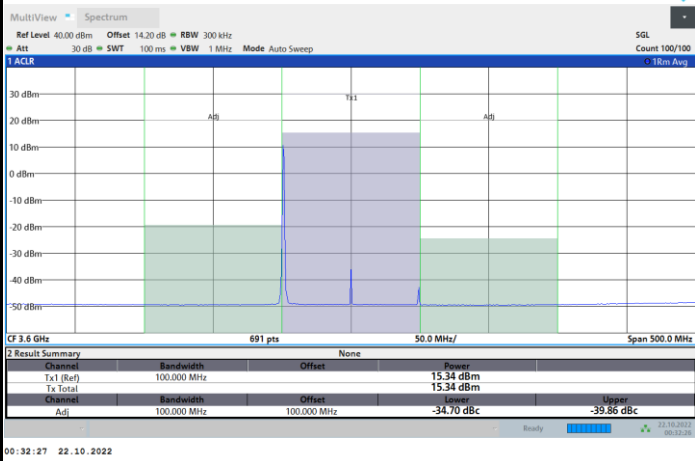 MultiView Spectrum
Ref Level 40.00 dBm Offset 14.20 dB RBW 300 kHz SGL
Att 30 dB SWT 100 ms VBW 1 MHz Mode Auto Sweep Count 100/100
1 ACLR 1Rm Avg
30 dBm
Tx1
20 dBm Adj Adj
10 dBm
0 dBm
-10 dBm
-20 dBm
-30 dBm
-40 dBm
-50 dBm
CF 3.6 GHz 691 pts 50.0 MHz/ Span 500.0 MHz
2 Result Summary None
Channel Bandwidth Offset Power
Tx1 (Ref) 100.000 MHz 15.34 dBm
Tx Total 15.34 dBm
Channel Bandwidth Offset Lower Upper
Adj 100.000 MHz 100.000 MHz -34.70 dBc -39.86 dBc
Ready 22.10.2022
00:32:26
00:32:27 22.10.2022